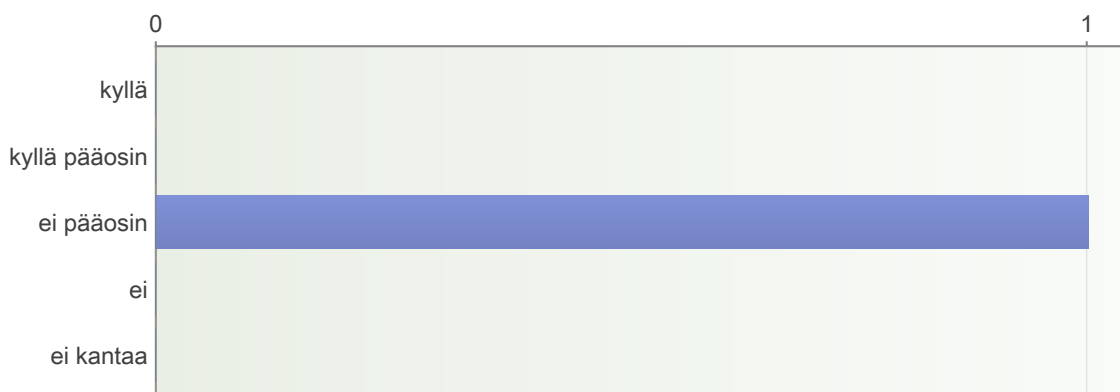 0 1
kyllä
kyllä pääosin
ei pääosin
ei
ei kantaa